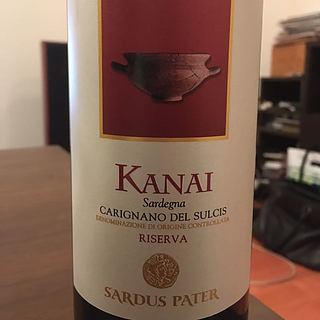 KANAI
Sardegna
CARIGNANO DEL SULCIS
DENOMINAZIONE DI ORIGINE CONTROLLATA
RISERVA
SARDUS PATER